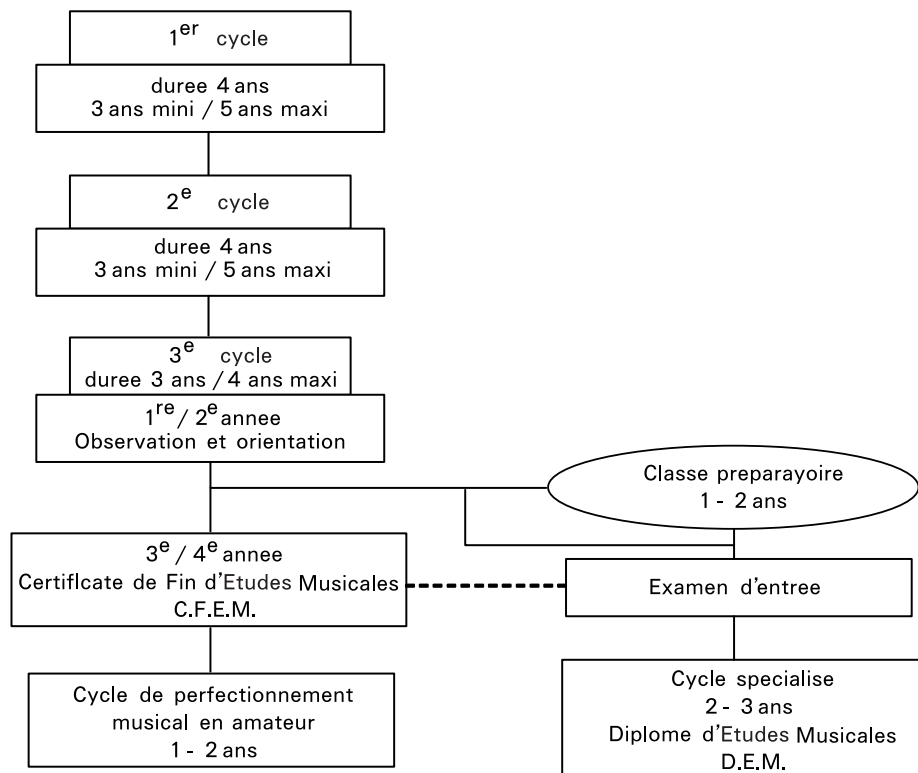 1er cycle
duree 4 ans
3 ans mini / 5 ans maxi
2e cycle
duree 4 ans
3 ans mini / 5 ans maxi
3e cycle
duree 3 ans / 4 ans maxi
1re / 2e annee
Observation et orientation
Classe preparayoire
1 - 2 ans
3e / 4e annee
Certiflcate de Fin d'Etudes Musicales
C.F.E.M.
Examen d'entree
Cycle de perfectionnement
musical en amateur
1 - 2 ans
Cycle specialise
2 - 3 ans
Diplome d'Etudes Musicales
D.E.M.